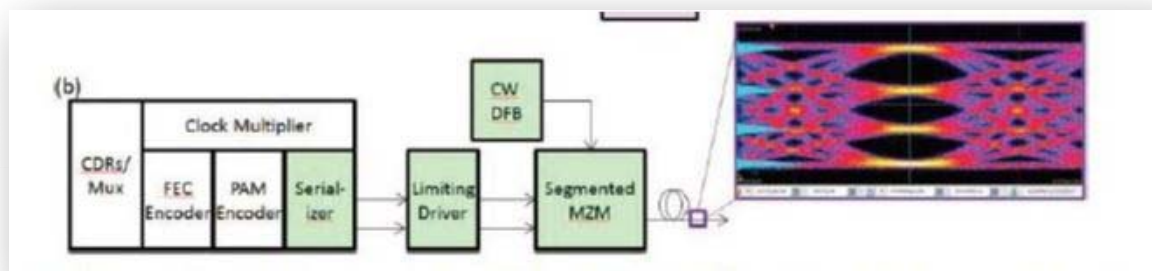 (b)
Clock Multiplier
CDRs/
Mux
FEC
Encoder
PAM
Encoder
Serial-
izer
Limiting
Driver
CW
DFB
Segmented
MZM